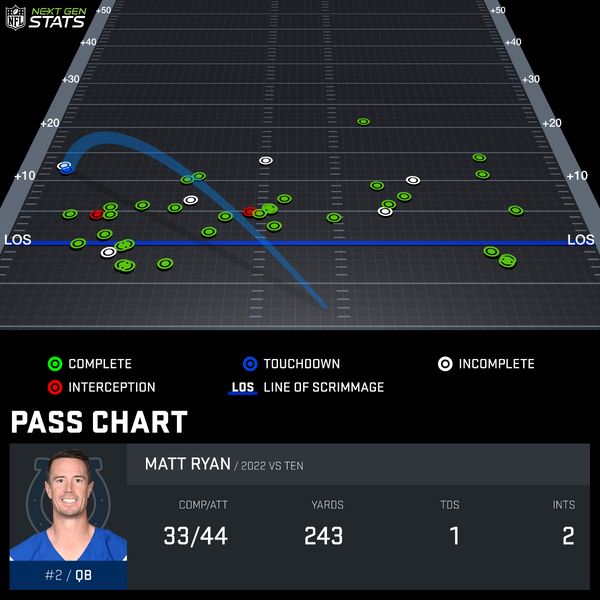 NFL NEXT GEN STATS
+50 +50
+40 +40
+30 +30
+20 +20
+10 +10
LOS LOS
COMPLETE TOUCHDOWN INCOMPLETE
INTERCEPTION LOS LINE OF SCRIMMAGE
PASS CHART
MATT RYAN / 2022 VS TEN
COMP/ATT YARDS TDS INTS
33/44 243 1 2
#2 / QB